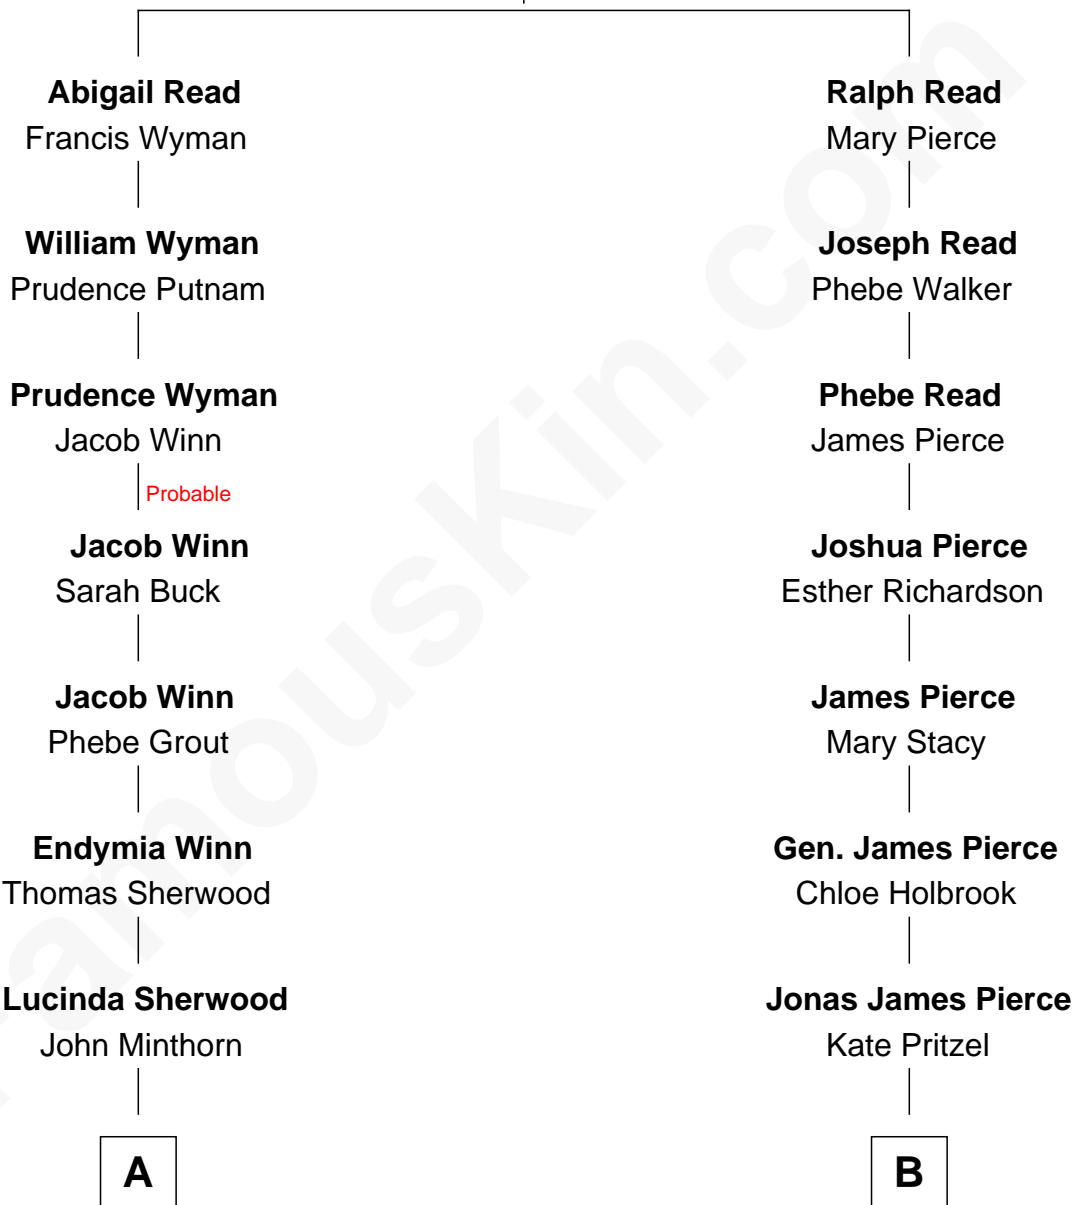 Abigail Read
Francis Wyman
Ralph Read
Mary Pierce
William Wyman
Prudence Putnam
Joseph Read
Phebe Walker
Prudence Wyman
Jacob Winn
Phebe Read
James Pierce
Probable
Jacob Winn
Sarah Buck
Joshua Pierce
Esther Richardson
Jacob Winn
Phebe Grout
James Pierce
Mary Stacy
Endymia Winn
Thomas Sherwood
Gen. James Pierce
Chloe Holbrook
Lucinda Sherwood
John Minthorn
Jonas James Pierce
Kate Pritzel
A
B
FamousKin.com